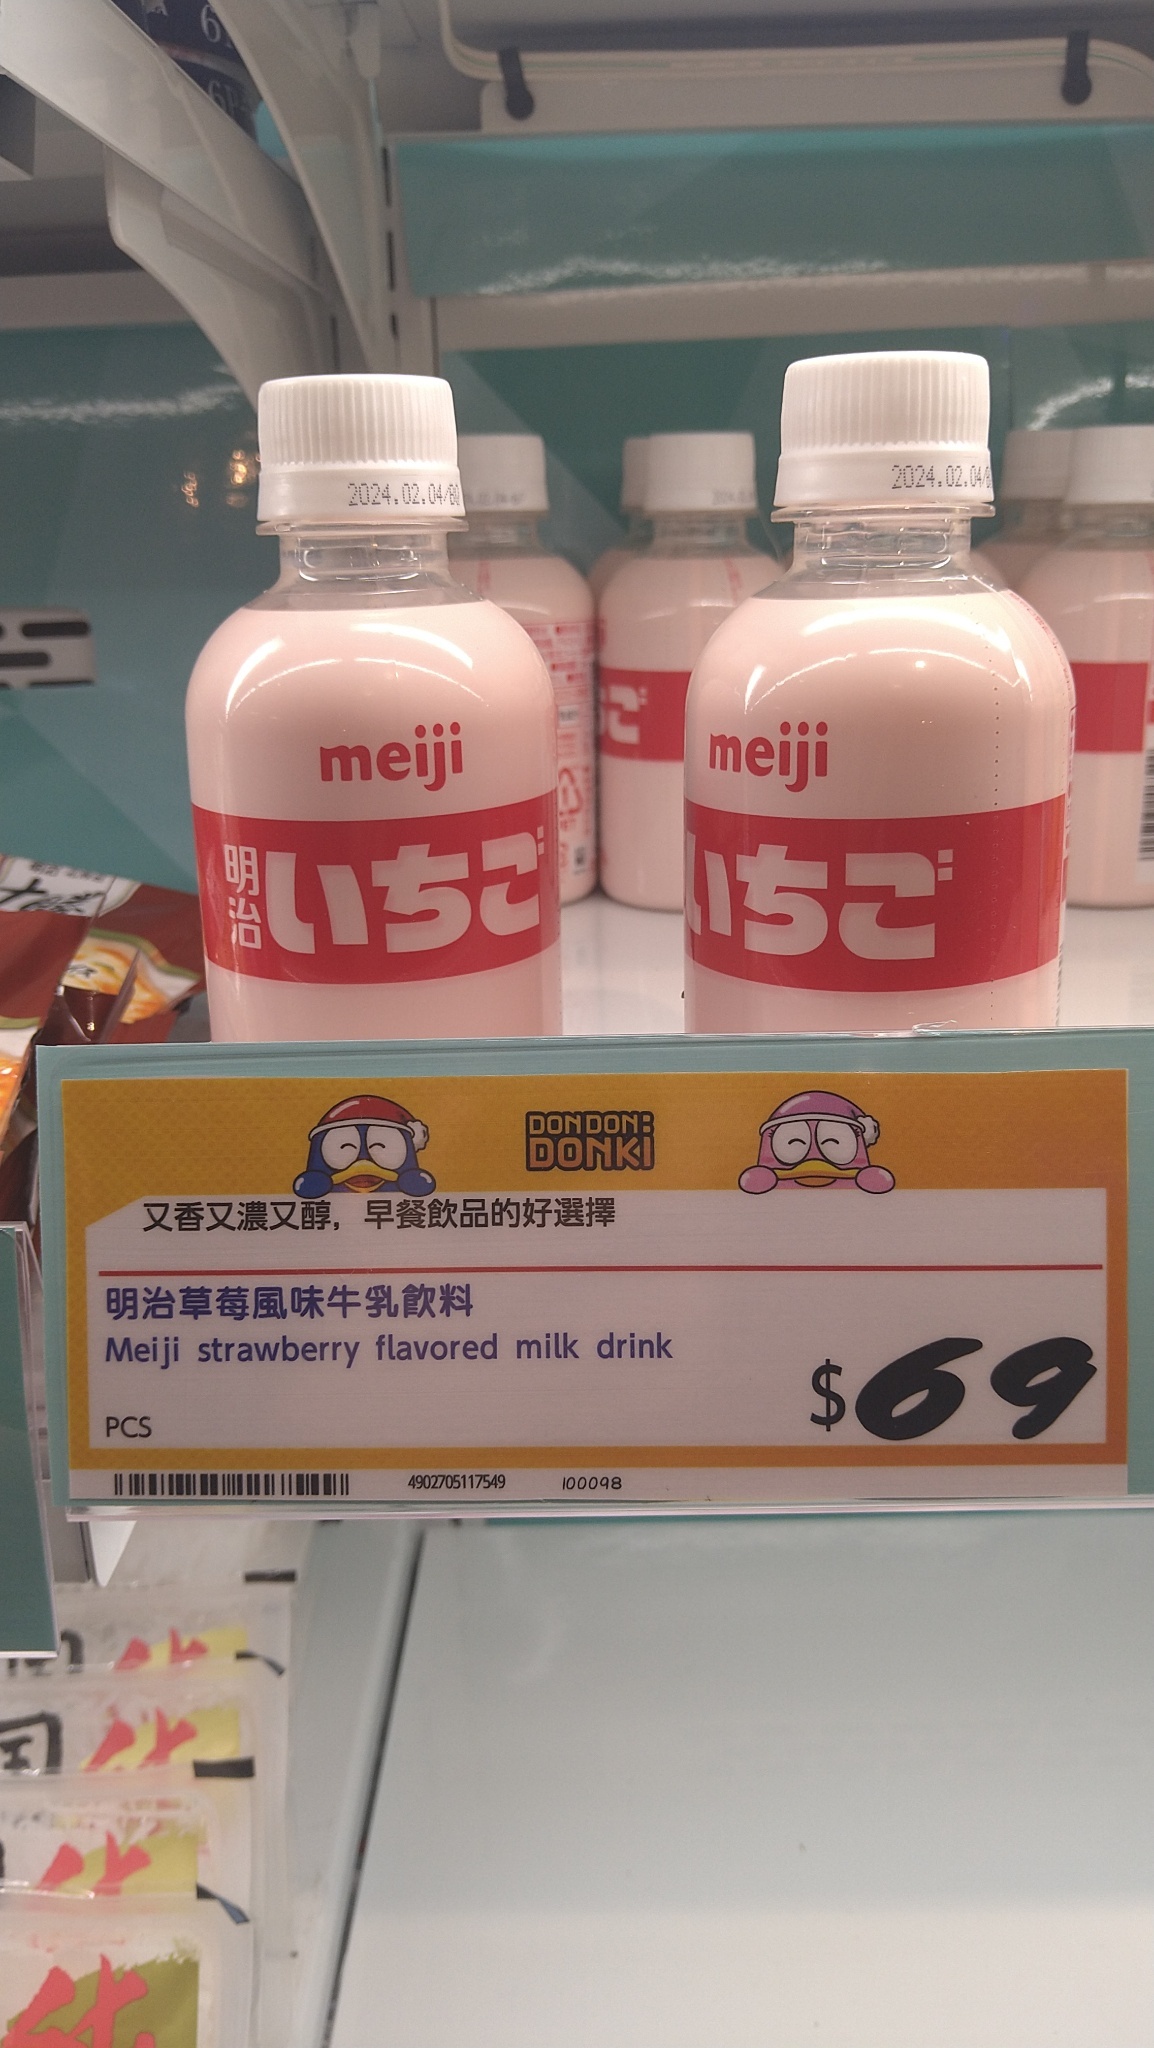 2024.02.04/
2024.02.04/
meiji
meiji
明治いちご
いちご
DON DON:
DONKI
又香又濃又醇，早餐飲品的好選擇
明治草莓風味牛乳飲料
Meiji strawberry flavored milk drink
$69
PCS
4902705117549 100098